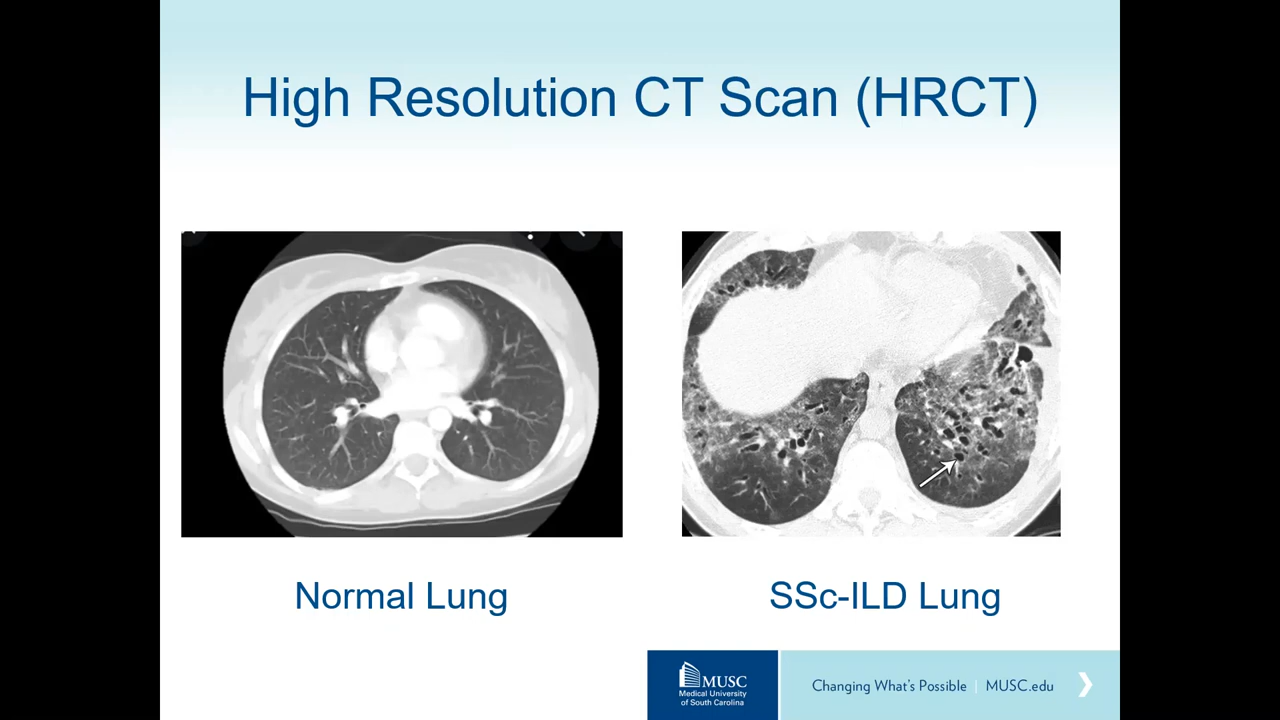 High Resolution CT Scan (HRCT)
Normal Lung
SSc-ILD Lung
MUSC
Medical University
of South Carolina
Changing What's Possible | MUSC.edu